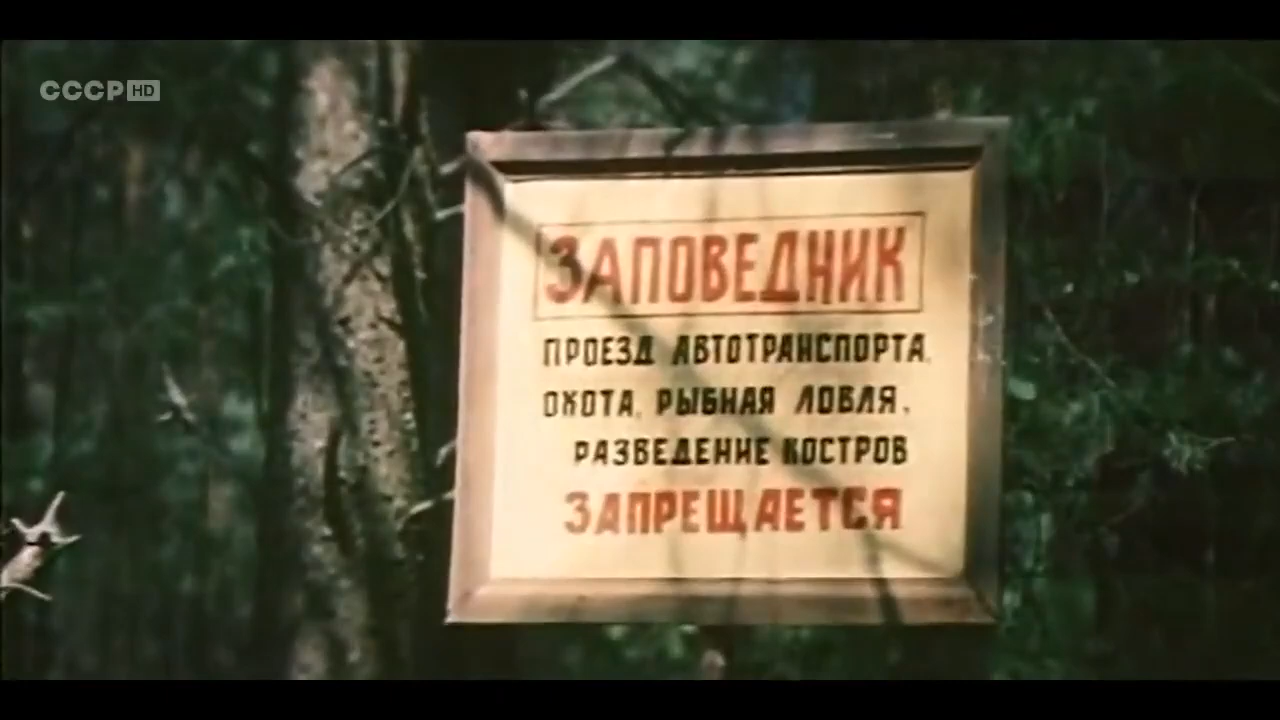 СССР HD
ЗАПОВЕДНИК
ПРОЕЗД АВТОТРАНСПОРТА,
ОХОТА, РЫБНАЯ ЛОВЛЯ,
РАЗВЕДЕНИЕ КОСТРОВ
ЗАПРЕЩАЕТСЯ